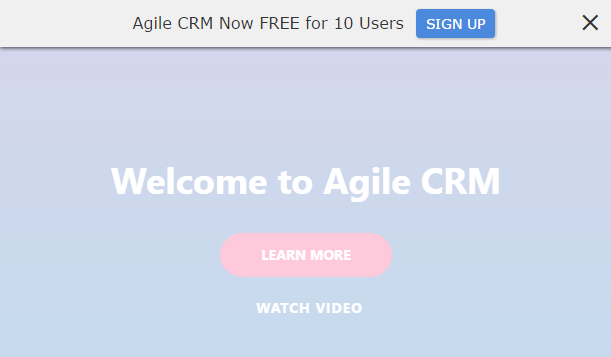 Agile CRM Now FREE for 10 Users SIGN UP
Welcome to Agile CRM
LEARN MORE
WATCH VIDEO